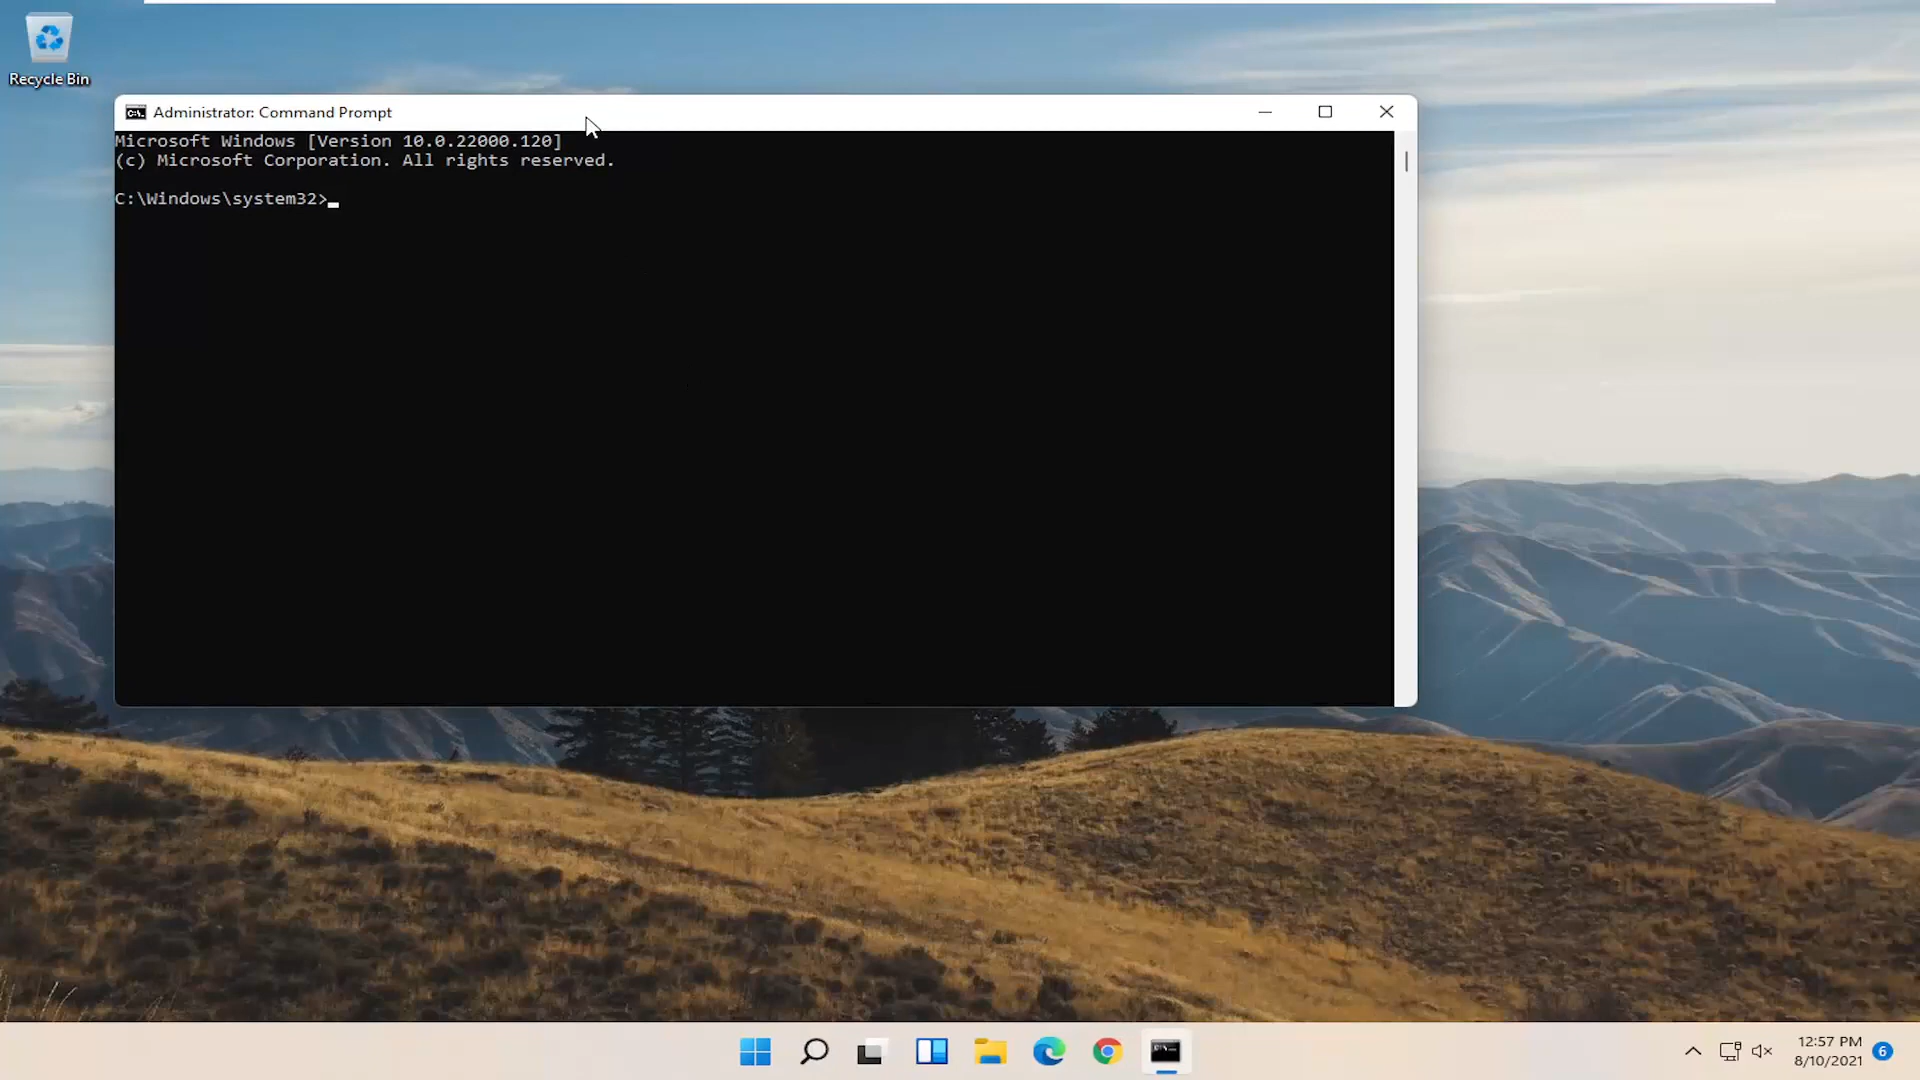 Recycle Bin
Administrator: Command Prompt
Microsoft Windows [Version 10.0.22000.120]
(c) Microsoft Corporation. All rights reserved.
C:\Windows\system32>
12:57 PM
8/10/2021
6